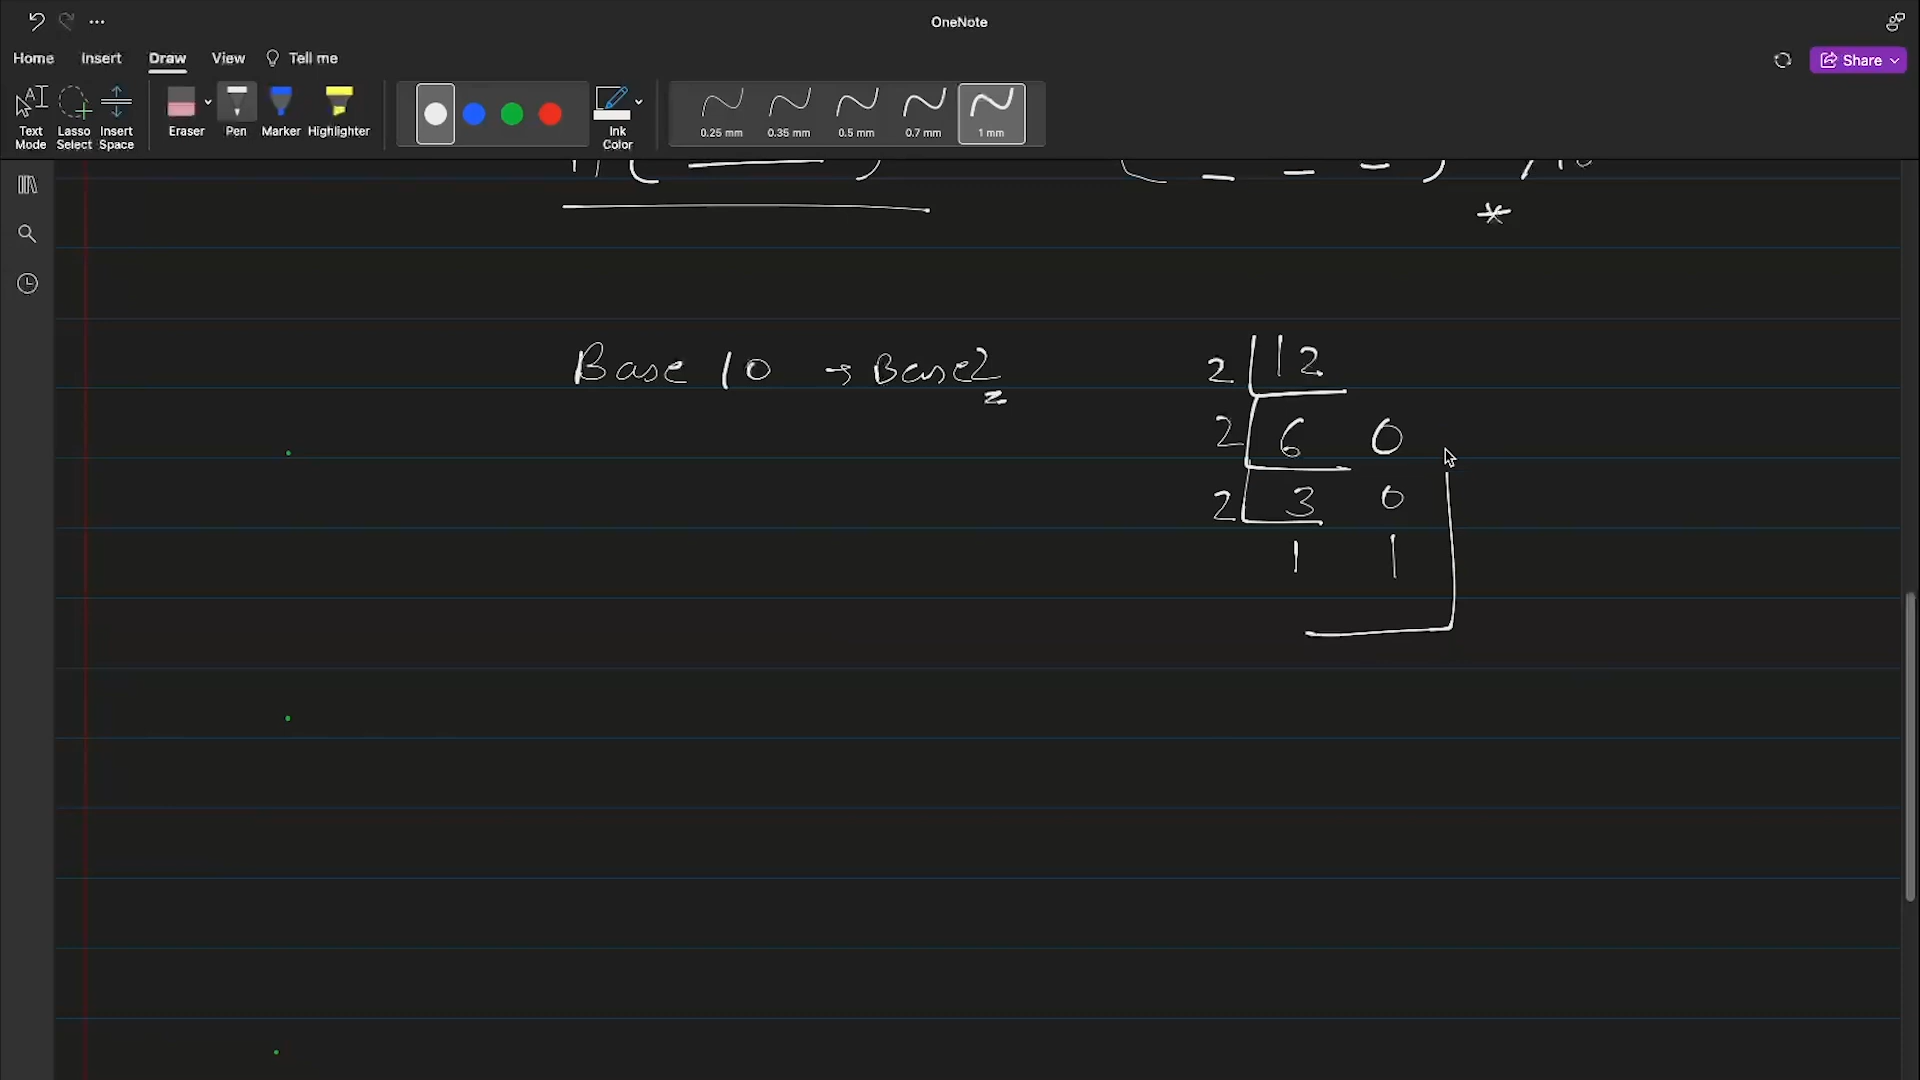 OneNote
Home Insert Draw View Tell me
Share
Text Mode
Lasso Select
Insert Space
Eraser
Pen
Marker
Highlighter
Ink Color
0.25 mm
0.35 mm
0.5 mm
0.7 mm
1 mm
Base 10 → Base2
2 12
2 6 0
2 3 0
1 1